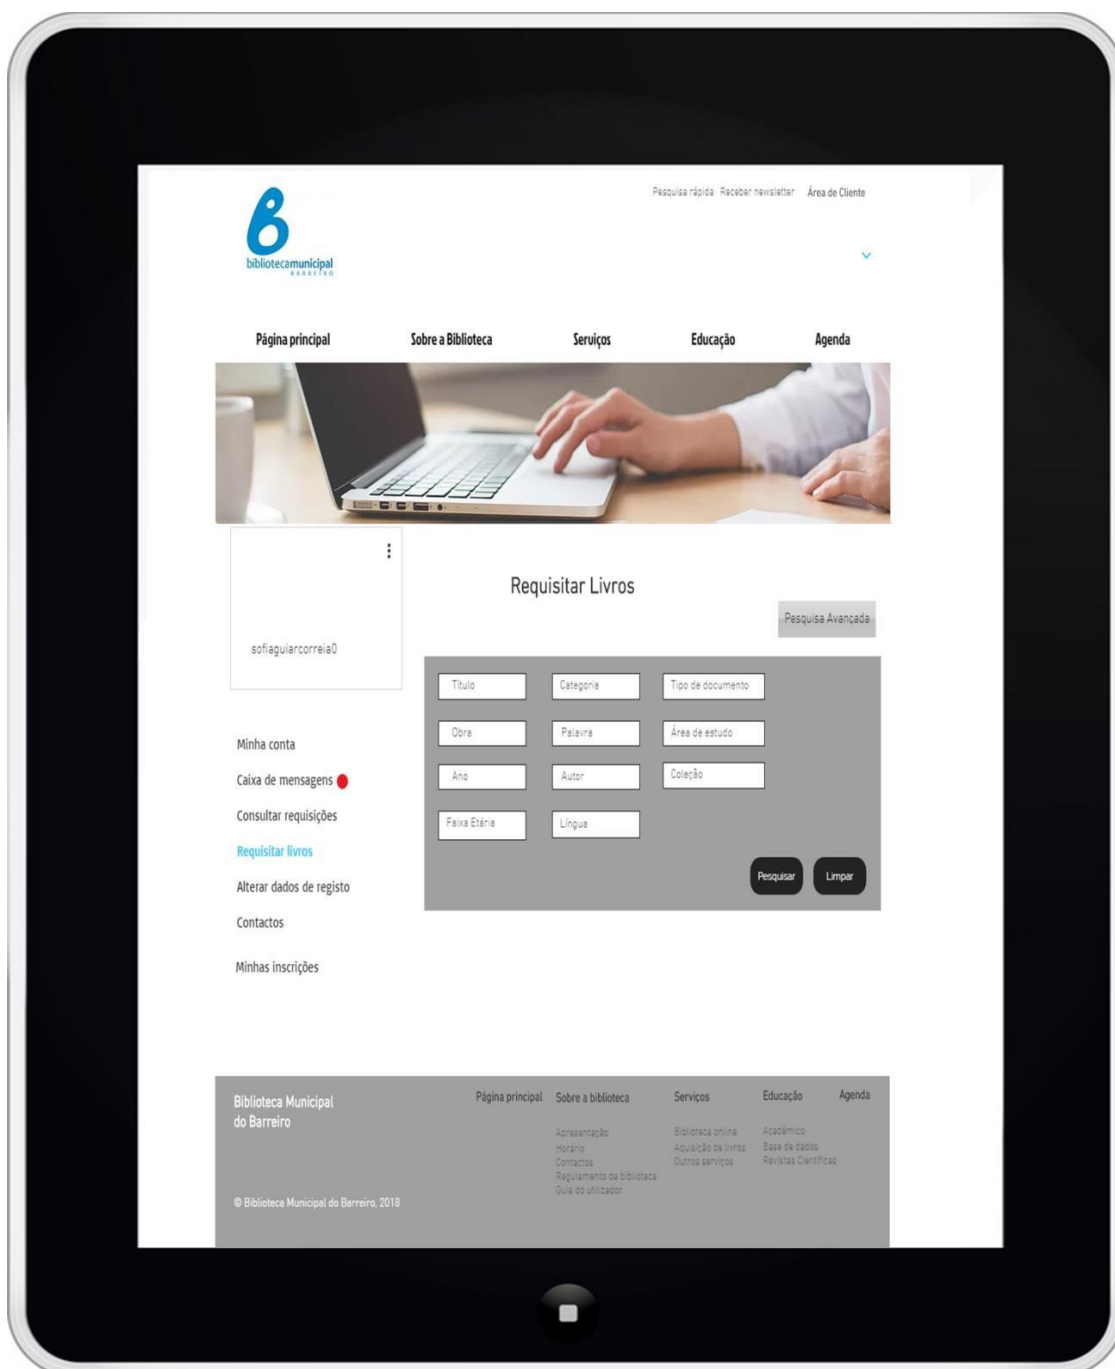 Pesquisa rápida Receber newsletter Área de Cliente
bibliotecamunicipal
BARREIRO
Página principal Sobre a Biblioteca Serviços Educação Agenda
Requisitar Livros
Pesquisa Avançada
sofiaguiarcorreia0
Título Categoria Tipo de documento
Obra Palavra Área de estudo
Ano Autor Coleção
Faixa Etária Língua
Pesquisar Limpar
Minha conta
Caixa de mensagens
Consultar requisições
Requisitar livros
Alterar dados de registo
Contactos
Minhas inscrições
Biblioteca Municipal
do Barreiro
© Biblioteca Municipal do Barreiro, 2018
Página principal
Sobre a biblioteca
Apresentação
Horário
Contactos
Regulamento da biblioteca
Guia do utilizador
Serviços
Biblioteca online
Aquisição de livros
Outros serviços
Educação
Académico
Base de dados
Revistas Científicas
Agenda